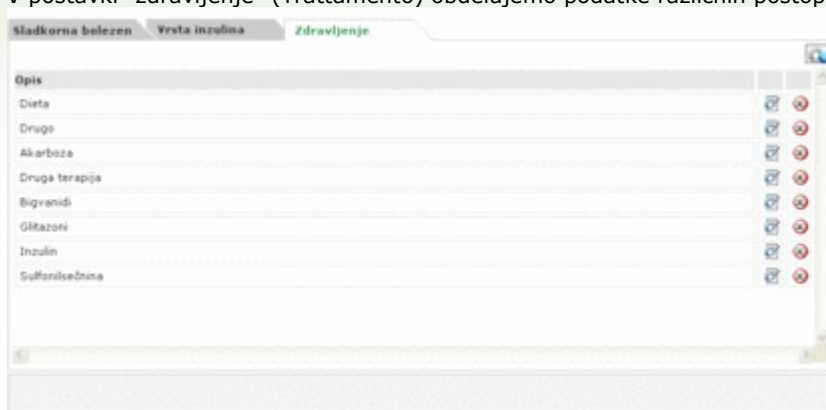 v postavki "Zdravljenje" (Trattamento) obdelujemo podatke različnih postop
Sladkorna bolezen Vrsta inzulina Zdravljenje
Opis
Dieta
Drugo
Akarboza
Druga terapija
Bigvanidi
Glitazoni
Inzulin
Sulfonilsečnina